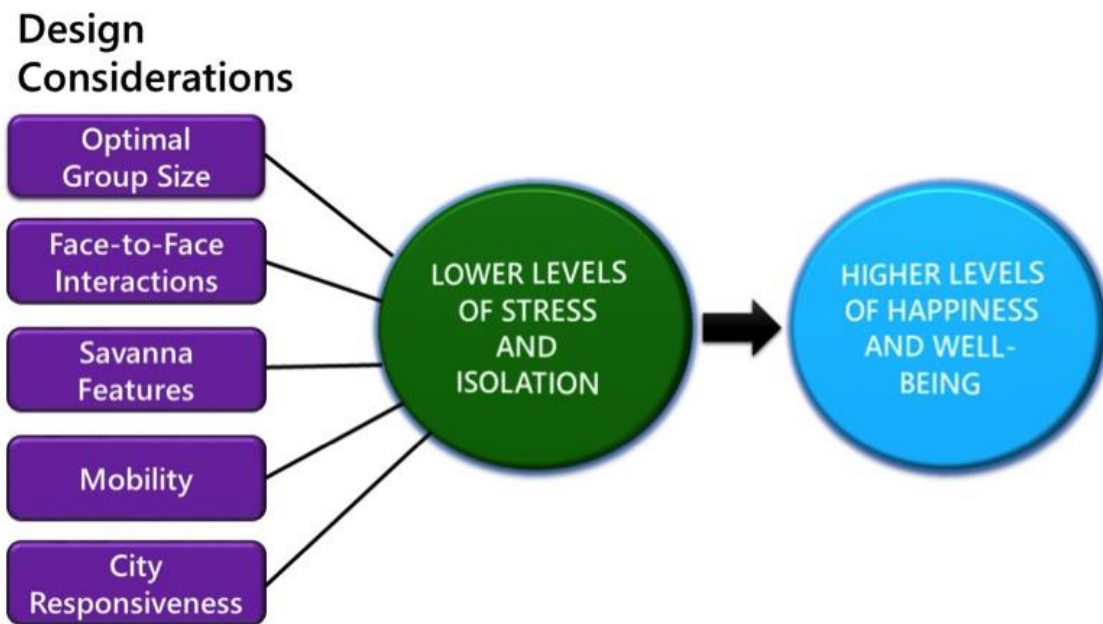 Design
Considerations
Optimal
Group Size
Face-to-Face
Interactions
Savanna
Features
Mobility
City
Responsiveness
LOWER LEVELS
OF STRESS
AND
ISOLATION
HIGHER LEVELS
OF HAPPINESS
AND WELL-
BEING